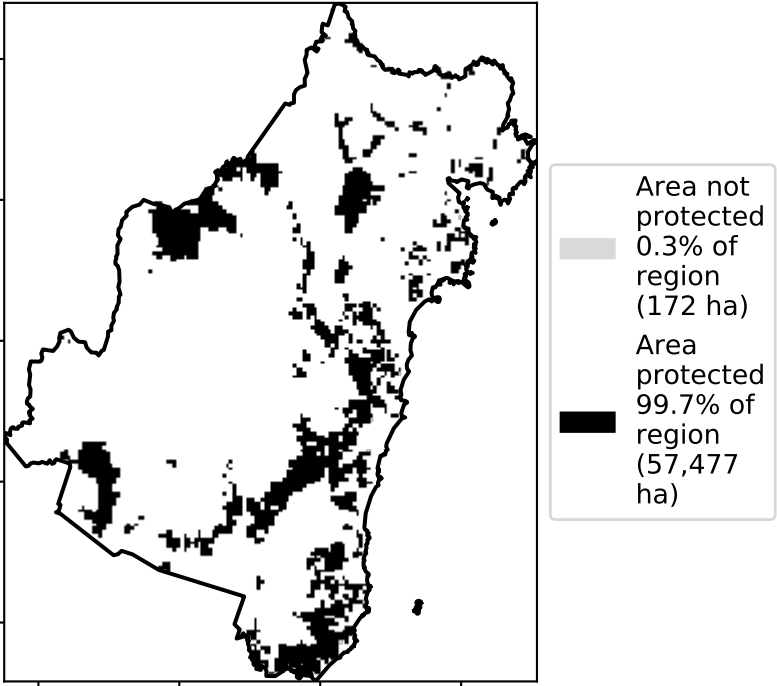 Area not
protected
0.3% of
region
(172 ha)
Area
protected
99.7% of
region
(57,477
ha)